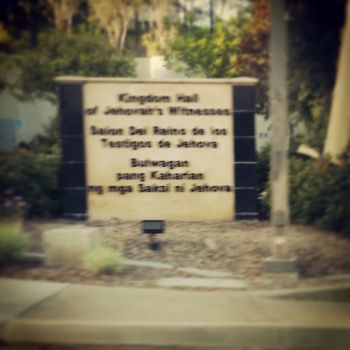 Kingdom Hall
of Jehovah's Witnesses
Salon Del Reino de los
Testigos de Jehova
Bulwagan
pang Kaharian
ng mga Saksi ni Jehova